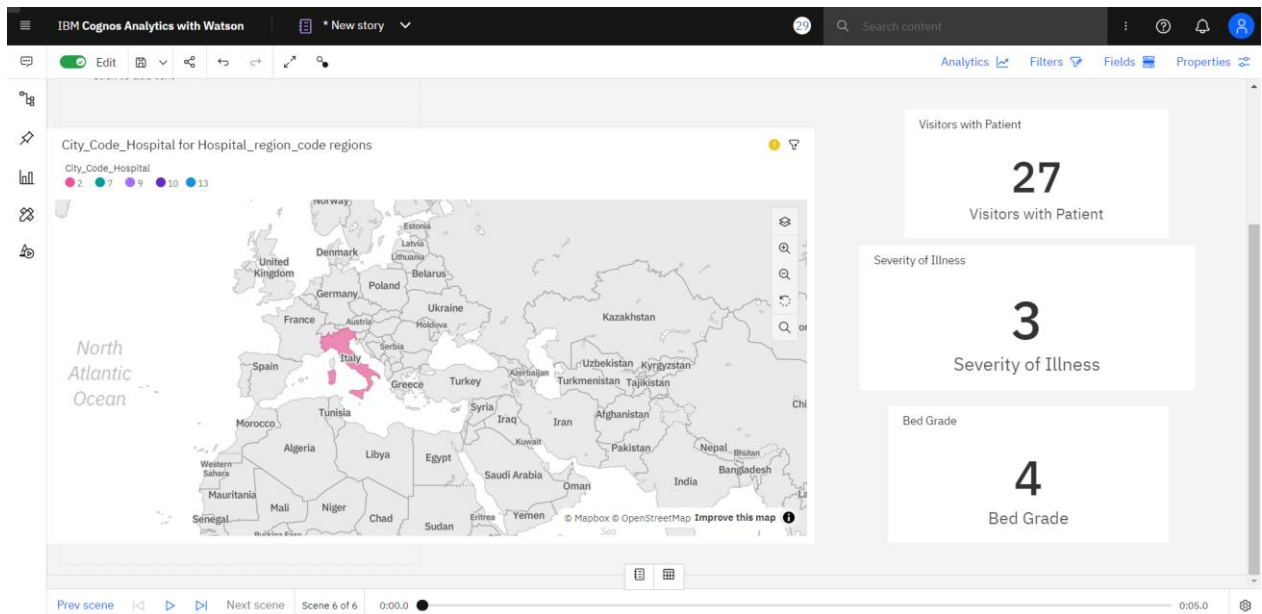 IBM Cognos Analytics with Watson
* New story
29
Search content
Edit
Analytics
Filters
Fields
Properties
City_Code_Hospital for Hospital_region_code regions
City_Code_Hospital
2 7 9 10 13
Norway
Estonia
Latvia
Denmark
Lithuania
United
Kingdom
Belarus
Poland
Germany
Ukraine
France
Austria
Moldova
Kazakhstan
Serbia
Italy
North
Atlantic
Ocean
Spain
Uzbekistan
Kyrgyzstan
Greece
Turkey
Azerbaijan
Turkmenistan
Tajikistan
Tunisia
Syria
Morocco
Iraq
Iran
Afghanistan
Chi
Algeria
Libya
Egypt
Kuwait
Pakistan
Nepal
Bhutan
Western
Sahara
Saudi Arabia
Bangladesh
Oman
India
Mauritania
Mali
Niger
Chad
Sudan
Eritrea
Yemen
Senegal
Burkina Faso
© Mapbox © OpenStreetMap Improve this map
Visitors with Patient
27
Visitors with Patient
Severity of Illness
3
Severity of Illness
Bed Grade
4
Bed Grade
Prev scene
Next scene
Scene 6 of 6
0:00.0
0:05.0